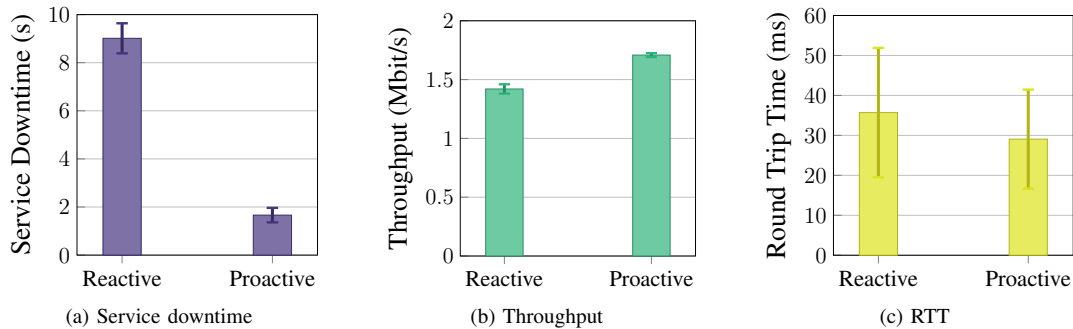 Service Downtime (s)
10
8
6
4
2
0
Reactive
Proactive
(a) Service downtime
Throughput (Mbit/s)
2
1.5
1
0.5
0
Reactive
Proactive
(b) Throughput
Round Trip Time (ms)
60
50
40
30
20
10
0
Reactive
Proactive
(c) RTT